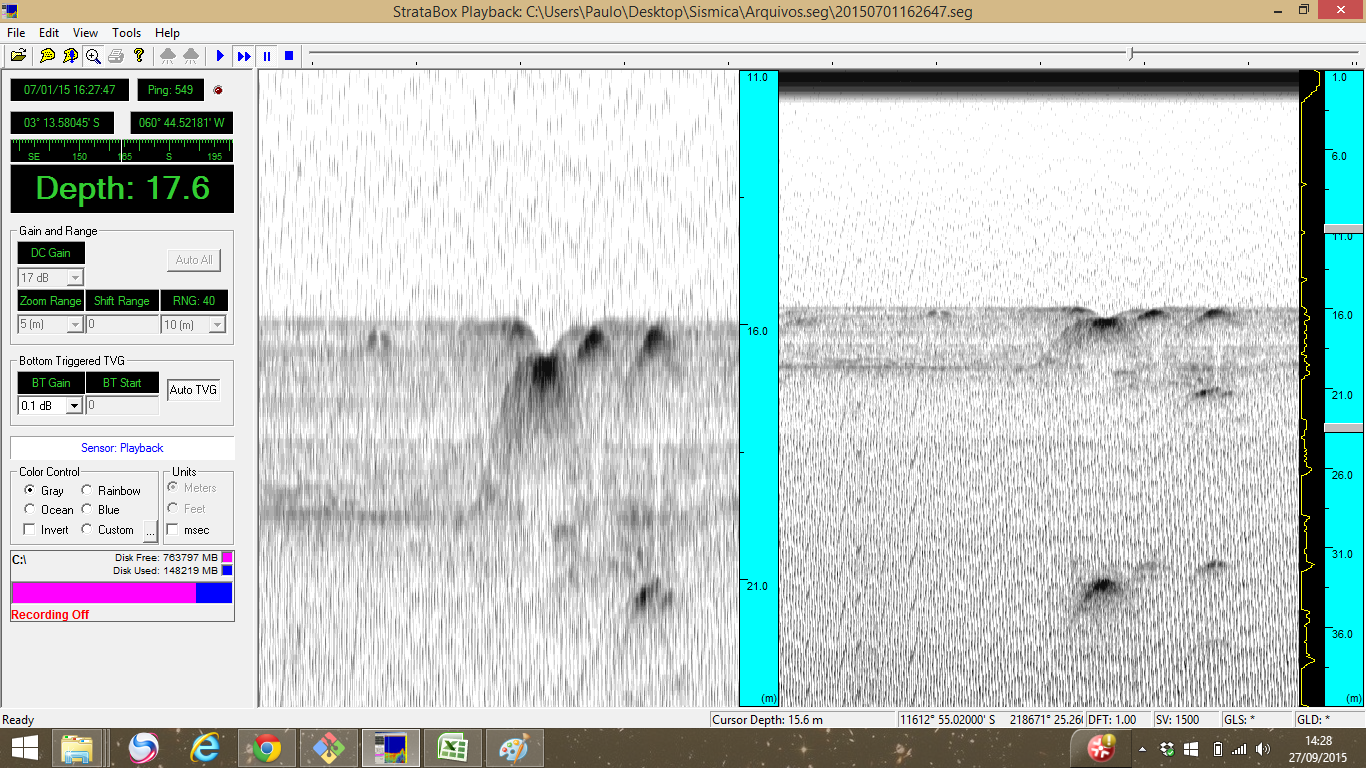 StrataBox Playback: C:\Users\Paulo\Desktop\Sismica\Arquivos.seg\20150701162647.seg
File Edit View Tools Help
07/01/15 16:27:47 Ping: 549
03° 13.58045' S 060° 44.52181' W
SE 150 165 S 195
Depth: 17.6
Gain and Range
DC Gain
Auto All
17 dB
Zoom Range Shift Range RNG: 40
5 (m) 0 10 (m)
Bottom Triggered TVG
BT Gain BT Start
Auto TVG
0.1 dB 0
Sensor: Playback
Color Control Units
Gray Rainbow Meters
Ocean Blue Feet
Invert Custom ... msec
C:\ Disk Free: 763797 MB
Disk Used: 148219 MB
Recording Off
11.0
16.0
21.0
(m)
1.0
6.0
11.0
16.0
21.0
26.0
31.0
36.0
(m)
Ready Cursor Depth: 15.6 m 11612° 55.02000' S 218671° 25.26 DFT: 1.00 SV: 1500 GLS: * GLD: *
14:28
27/09/2015